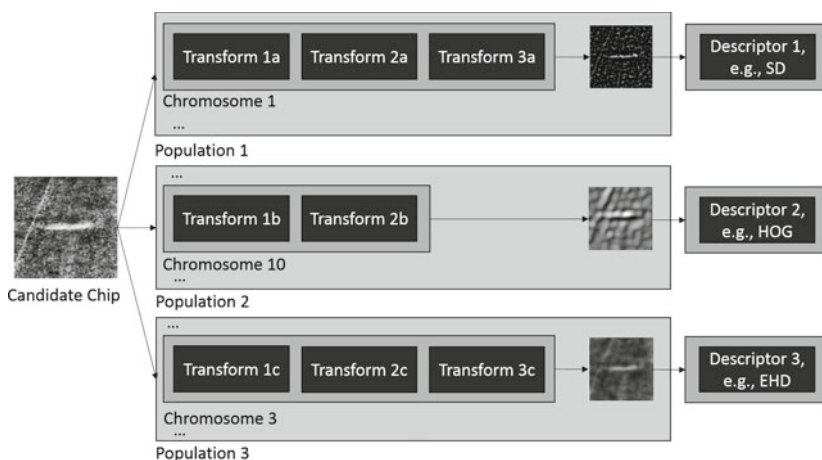 Transform 1a
Transform 2a
Transform 3a
Descriptor 1,
e.g., SD
Chromosome 1
...
Population 1
...
Transform 1b
Transform 2b
Descriptor 2,
e.g., HOG
Chromosome 10
...
Candidate Chip
Population 2
...
Transform 1c
Transform 2c
Transform 3c
Descriptor 3,
e.g., EHD
Chromosome 3
...
Population 3